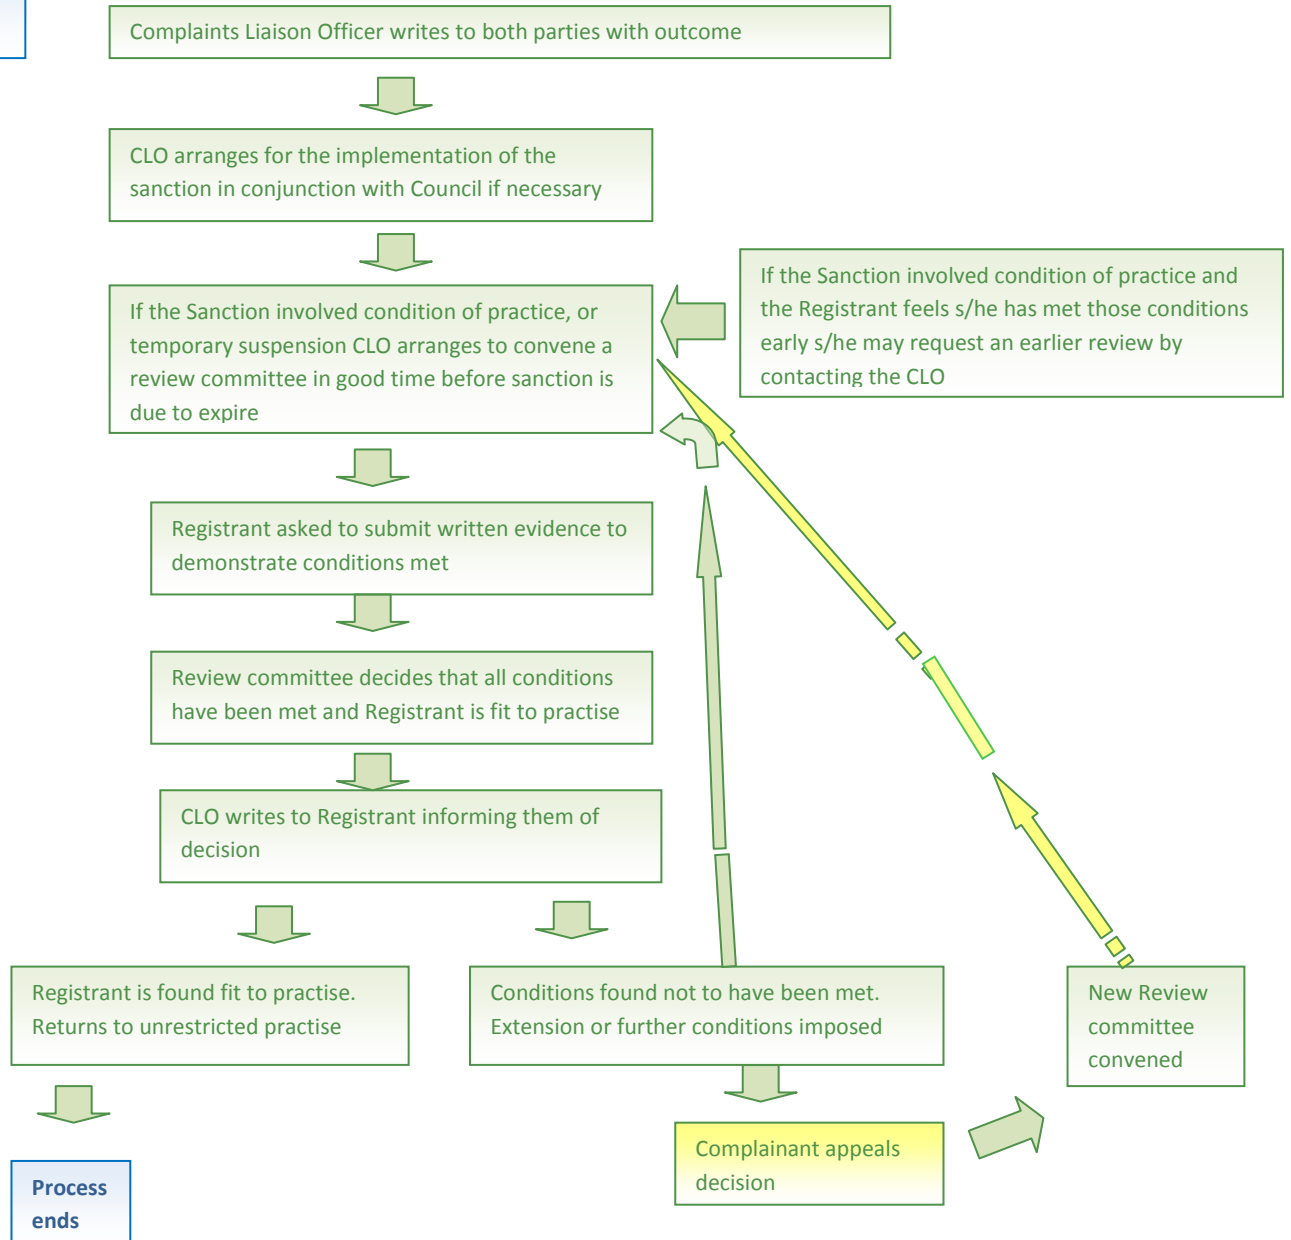 Complaints Liaison Officer writes to both parties with outcome
CLO arranges for the implementation of the
sanction in conjunction with Council if necessary
If the Sanction involved condition of practice, or
temporary suspension CLO arranges to convene a
review committee in good time before sanction is
due to expire
If the Sanction involved condition of practice and
the Registrant feels s/he has met those conditions
early s/he may request an earlier review by
contacting the CLO
Registrant asked to submit written evidence to
demonstrate conditions met
Review committee decides that all conditions
have been met and Registrant is fit to practise
CLO writes to Registrant informing them of
decision
Registrant is found fit to practise.
Returns to unrestricted practise
Conditions found not to have been met.
Extension or further conditions imposed
New Review
committee
convened
Complainant appeals
decision
Process
ends